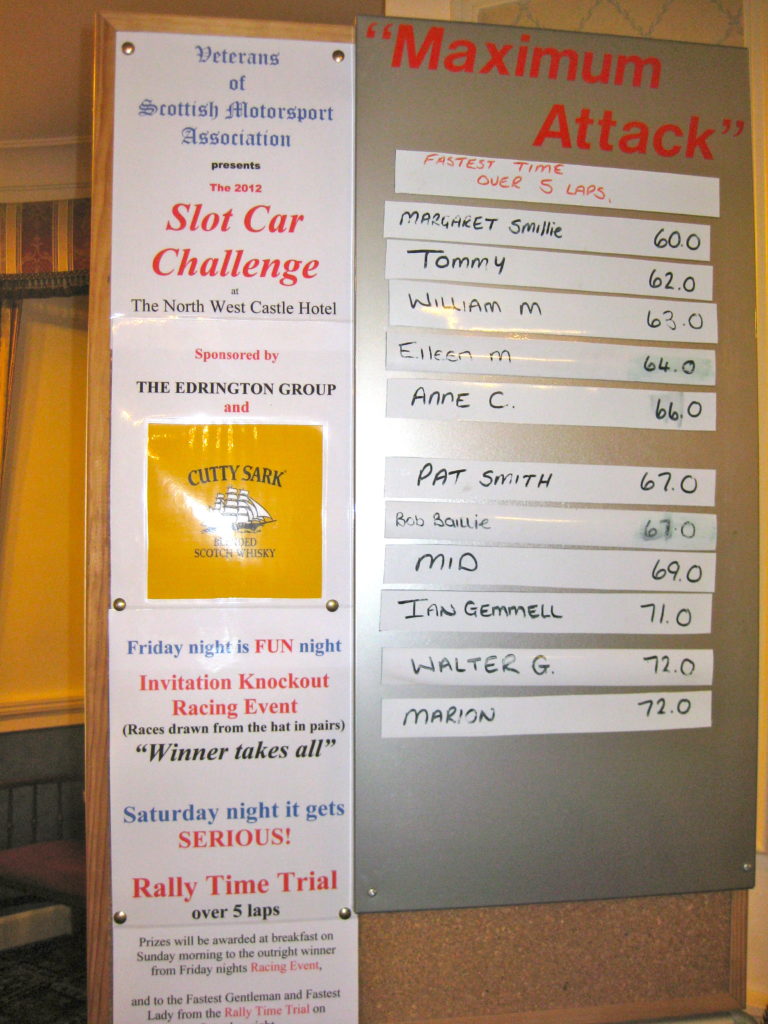 Veterans
of
Scottish Motorsport
Association
presents
The 2012
Slot Car
Challenge
at
The North West Castle Hotel
Sponsored by
THE EDRINGTON GROUP
and
CUTTY SARK
BLENDED
SCOTCH WHISKY
Friday night is FUN night
Invitation Knockout
Racing Event
(Races drawn from the hat in pairs)
“Winner takes all”
Saturday night it gets
SERIOUS!
Rally Time Trial
over 5 laps
Prizes will be awarded at breakfast on
Sunday morning to the outright winner
from Friday nights Racing Event,
and to the Fastest Gentleman and Fastest
Lady from the Rally Time Trial on
“Maximum
Attack”
FASTEST TIME
OVER 5 LAPS.
MARGARET Smillie 60.0
TOMMY 62.0
WILLIAM M 63.0
EILEEN M 64.0
ANNE C. 66.0
PAT SMITH 67.0
Bob Baillie 67.0
MID 69.0
IAN GEMMELL 71.0
WALTER G. 72.0
MARION 72.0